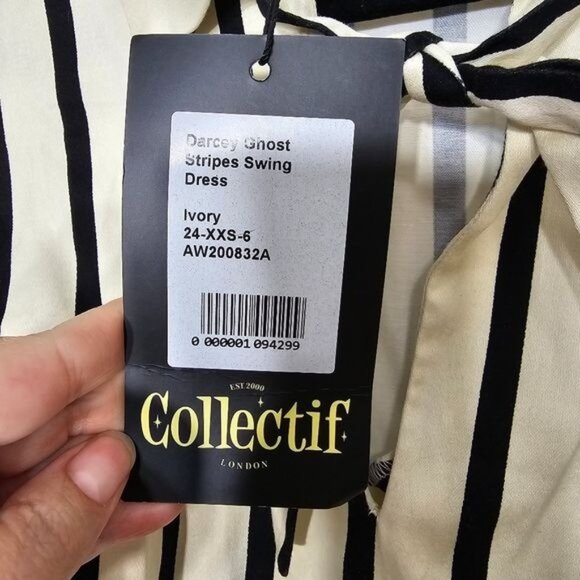 Darcey Ghost
Stripes Swing
Dress
Ivory
24-XXS-6
AW200832A
0 000001 094299
EST. 2000
Collectif
LONDON